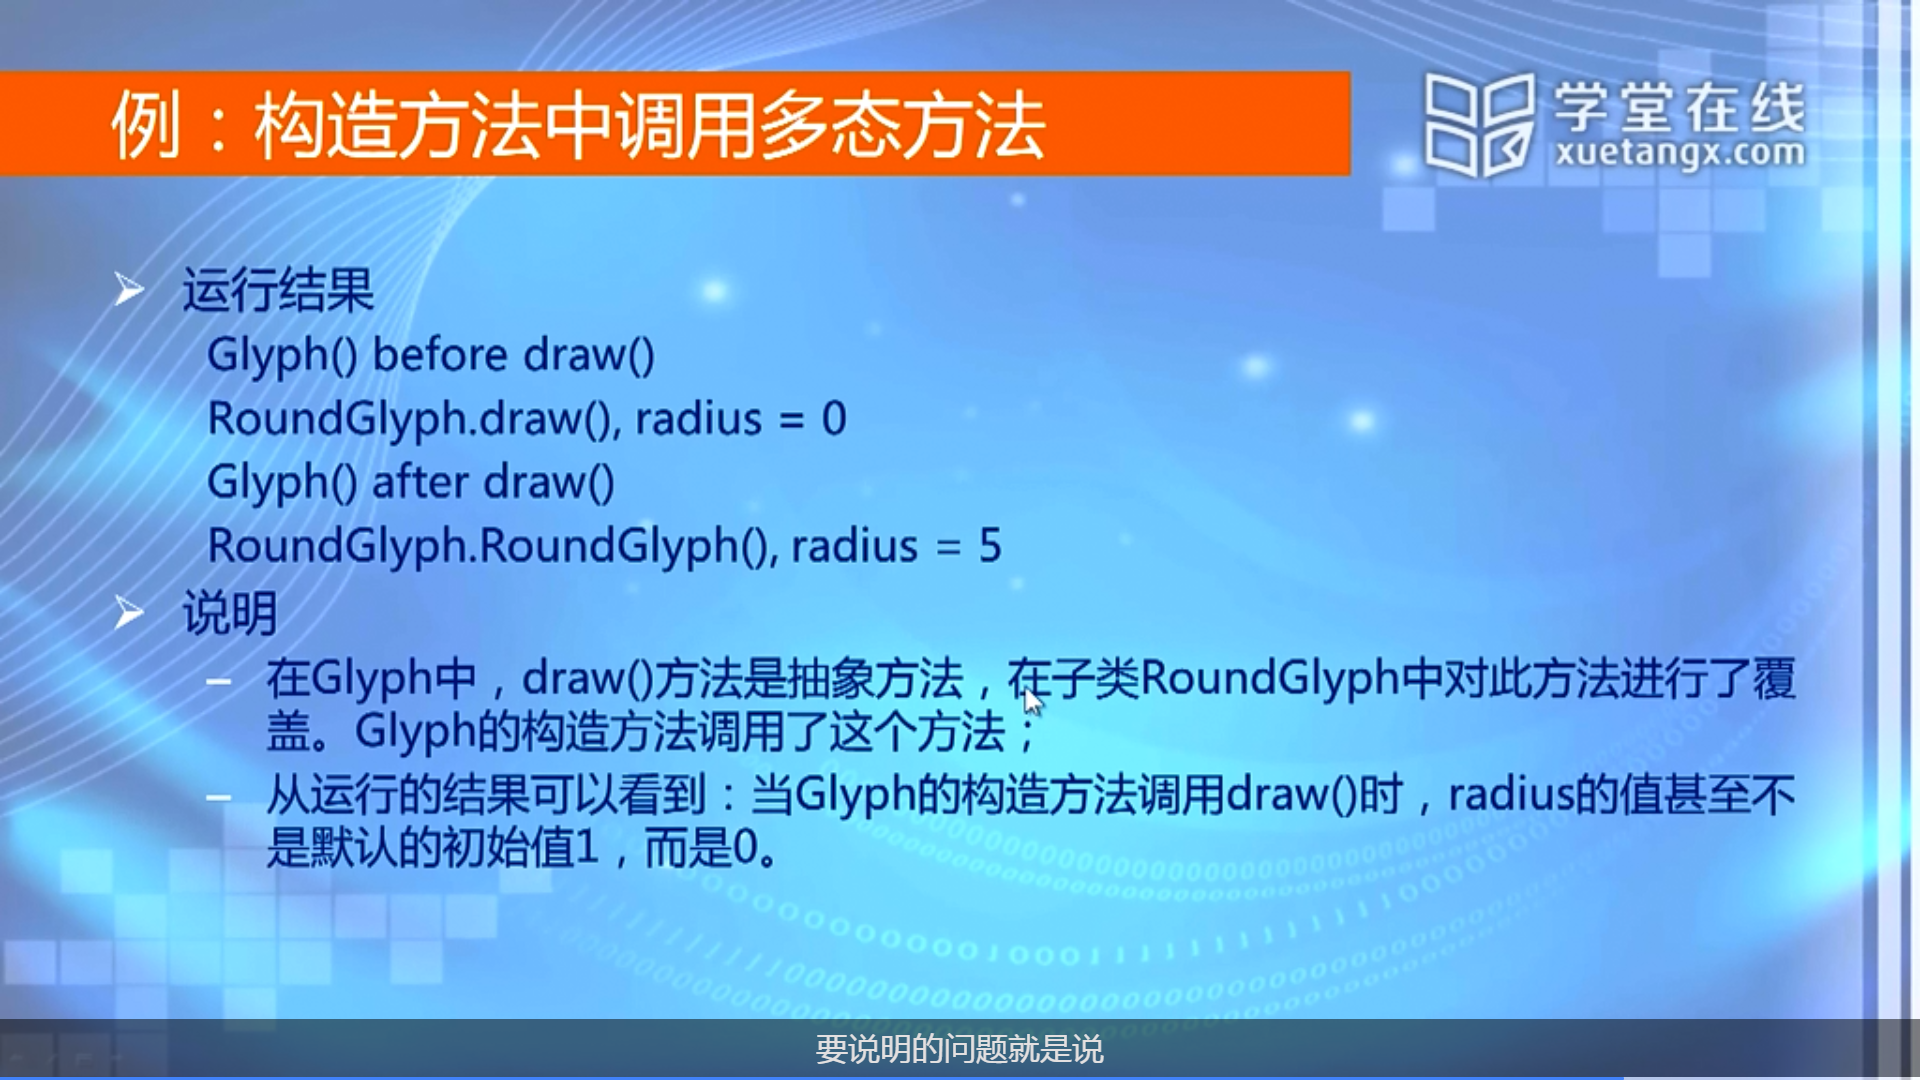 例：构造方法中调用多态方法
学堂在线
xuetangx.com
运行结果
Glyph() before draw()
RoundGlyph.draw(), radius = 0
Glyph() after draw()
RoundGlyph.RoundGlyph(), radius = 5
说明
– 在Glyph中，draw()方法是抽象方法，在子类RoundGlyph中对此方法进行了覆
盖。Glyph的构造方法调用了这个方法；
– 从运行的结果可以看到：当Glyph的构造方法调用draw()时，radius的值甚至不
是默认的初始值1，而是0。
要说明的问题就是说